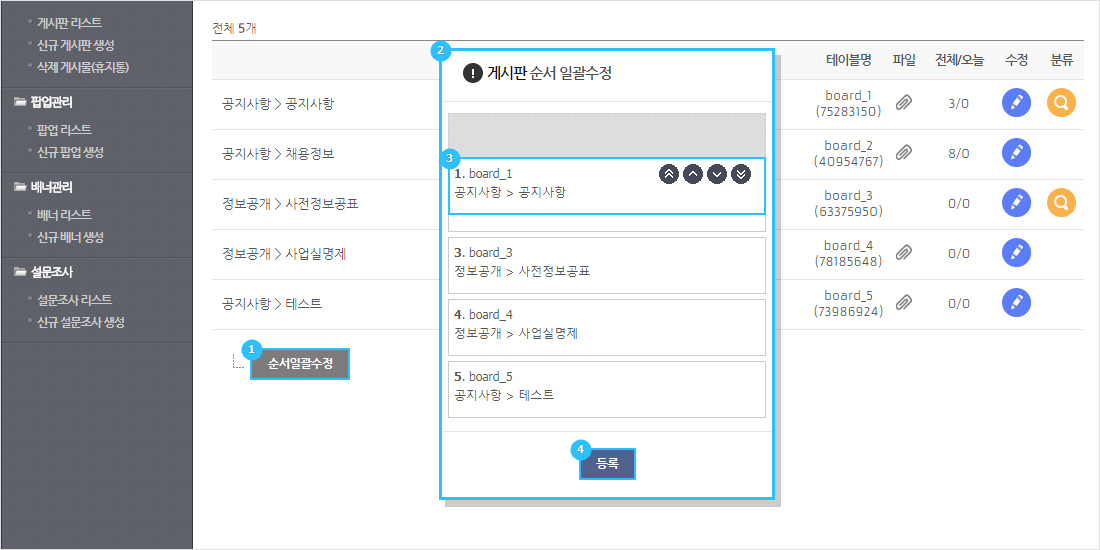 게시판 리스트
신규 게시판 생성
삭제 게시물(휴지통)
팝업관리
팝업 리스트
신규 팝업 생성
배너관리
배너 리스트
신규 배너 생성
설문조사
설문조사 리스트
신규 설문조사 생성
전체 5개
테이블명 파일 전체/오늘 수정 분류
공지사항 > 공지사항 board_1 (75283150) 3/0
공지사항 > 채용정보 board_2 (40954767) 8/0
정보공개 > 사전정보공표 board_3 (63375950) 0/0
정보공개 > 사업실명제 board_4 (78185648) 0/0
공지사항 > 테스트 board_5 (73986924) 0/0
1
순서일괄수정
2
! 게시판 순서 일괄수정
3
1. board_1
공지사항 > 공지사항
3. board_3
정보공개 > 사전정보공표
4. board_4
정보공개 > 사업실명제
5. board_5
공지사항 > 테스트
4
등록